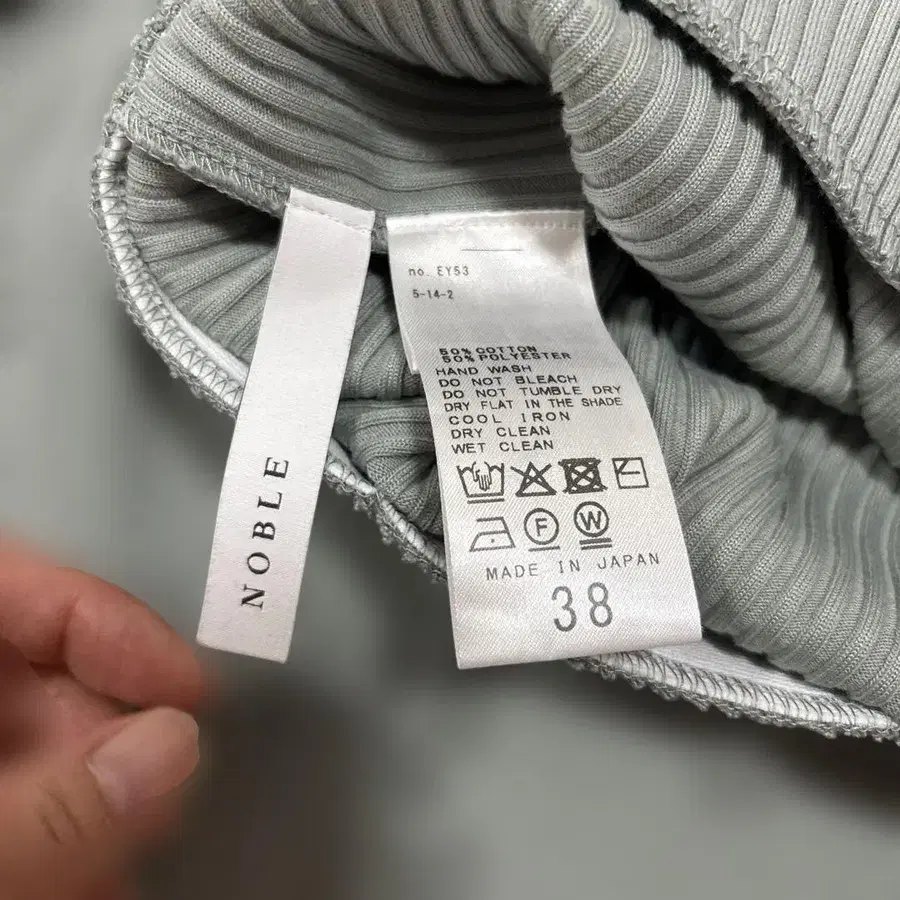 NOBLE
no. EY53
5-14-2
50% COTTON
50% POLYESTER
HAND WASH
DO NOT BLEACH
DO NOT TUMBLE DRY
DRY FLAT IN THE SHADE
COOL IRON
DRY CLEAN
WET CLEAN
F W
MADE IN JAPAN
38